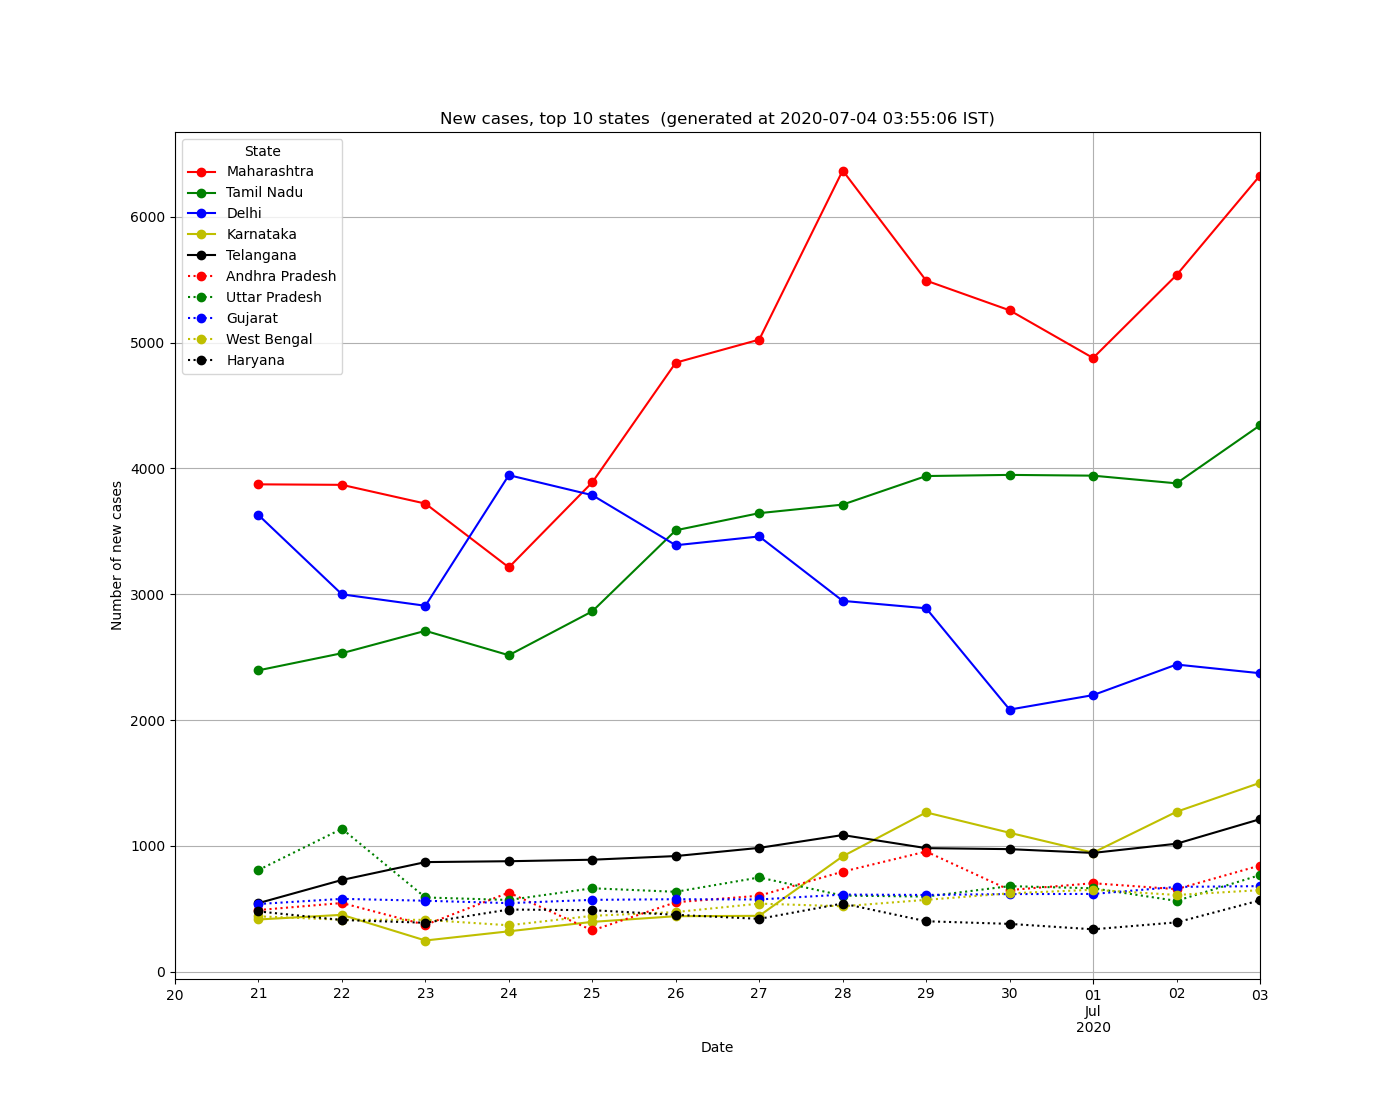 New cases, top 10 states  (generated at 2020-07-04 03:55:06 IST)
State
Maharashtra
Tamil Nadu
Delhi
Karnataka
Telangana
Andhra Pradesh
Uttar Pradesh
Gujarat
West Bengal
Haryana
6000
5000
4000
3000
2000
1000
0
Number of new cases
20 21 22 23 24 25 26 27 28 29 30 01 02 03
Jul
2020
Date